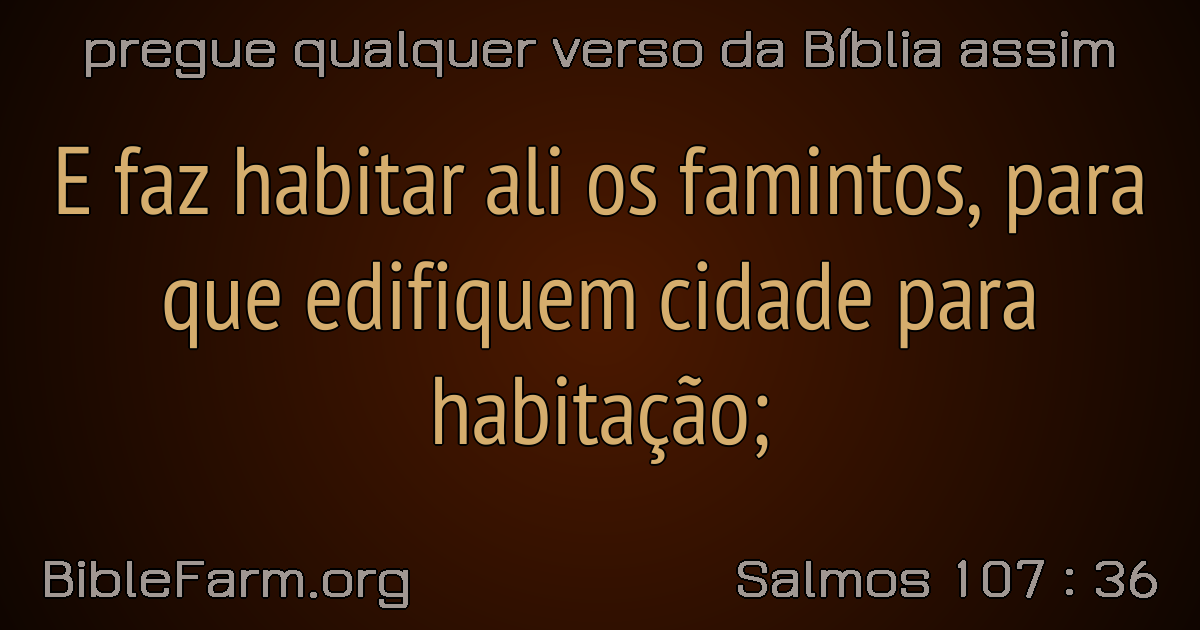 pregue qualquer verso da Bíblia assim
E faz habitar ali os famintos, para
que edifiquem cidade para
habitação;
BibleFarm.org
Salmos 107 : 36